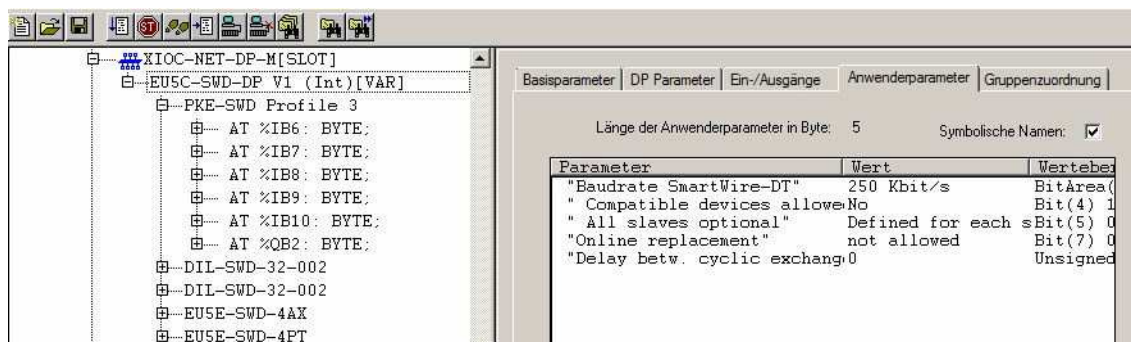 XIOC-NET-DP-M[SLOT]
EU5C-SWD-DP V1 (Int)[VAR]
PKE-SWD Profile 3
AT %IB6: BYTE;
AT %IB7: BYTE;
AT %IB8: BYTE;
AT %IB9: BYTE;
AT %IB10: BYTE;
AT %QB2: BYTE;
DIL-SWD-32-002
DIL-SWD-32-002
EU5E-SWD-4AX
EU5E-SWD-4PT
Basisparameter DP Parameter Ein-/Ausgänge Anwenderparameter Gruppenzuordnung
Länge der Anwenderparameter in Byte: 5 Symbolische Namen:
Parameter Wert Werteber
"Baudrate SmartWire-DT" 250 Kbit/s BitArea(
" Compatible devices allowe No Bit(4) 1
" All slaves optional" Defined for each s Bit(5) 0
"Online replacement" not allowed Bit(7) 0
"Delay betw. cyclic exchang 0 Unsigned